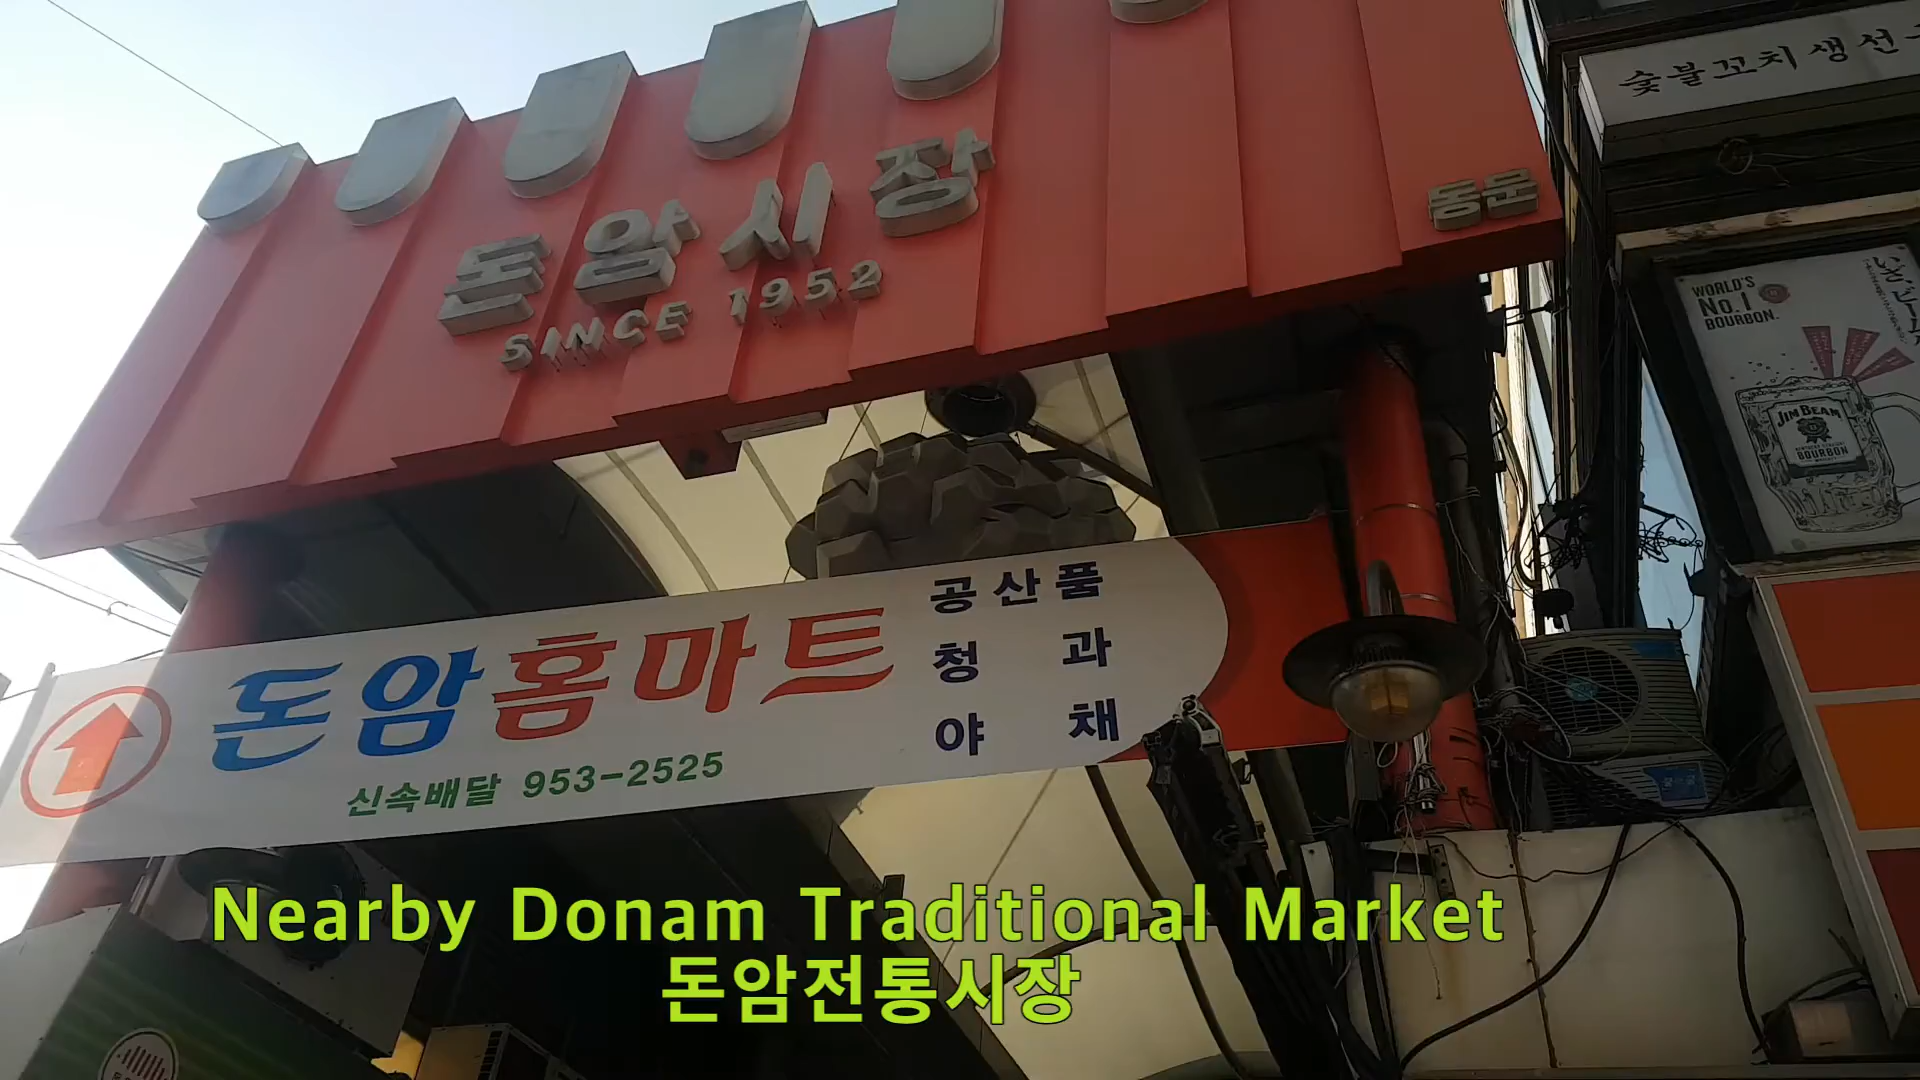 숯불꼬치생선
돈암시장
SINCE 1952
동문
WORLD'S
No.1
BOURBON
JIM BEAM
BOURBON
돈암홈마트
신속배달 953-2525
공산품
청과
야채
Nearby Donam Traditional Market
돈암전통시장